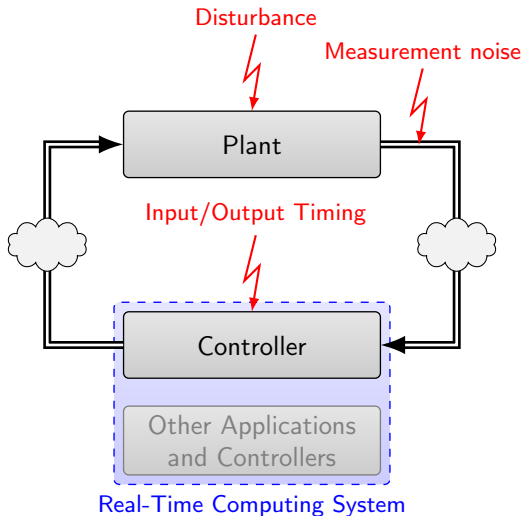 Disturbance
Measurement noise
Plant
Input/Output Timing
Controller
Other Applications
and Controllers
Real-Time Computing System